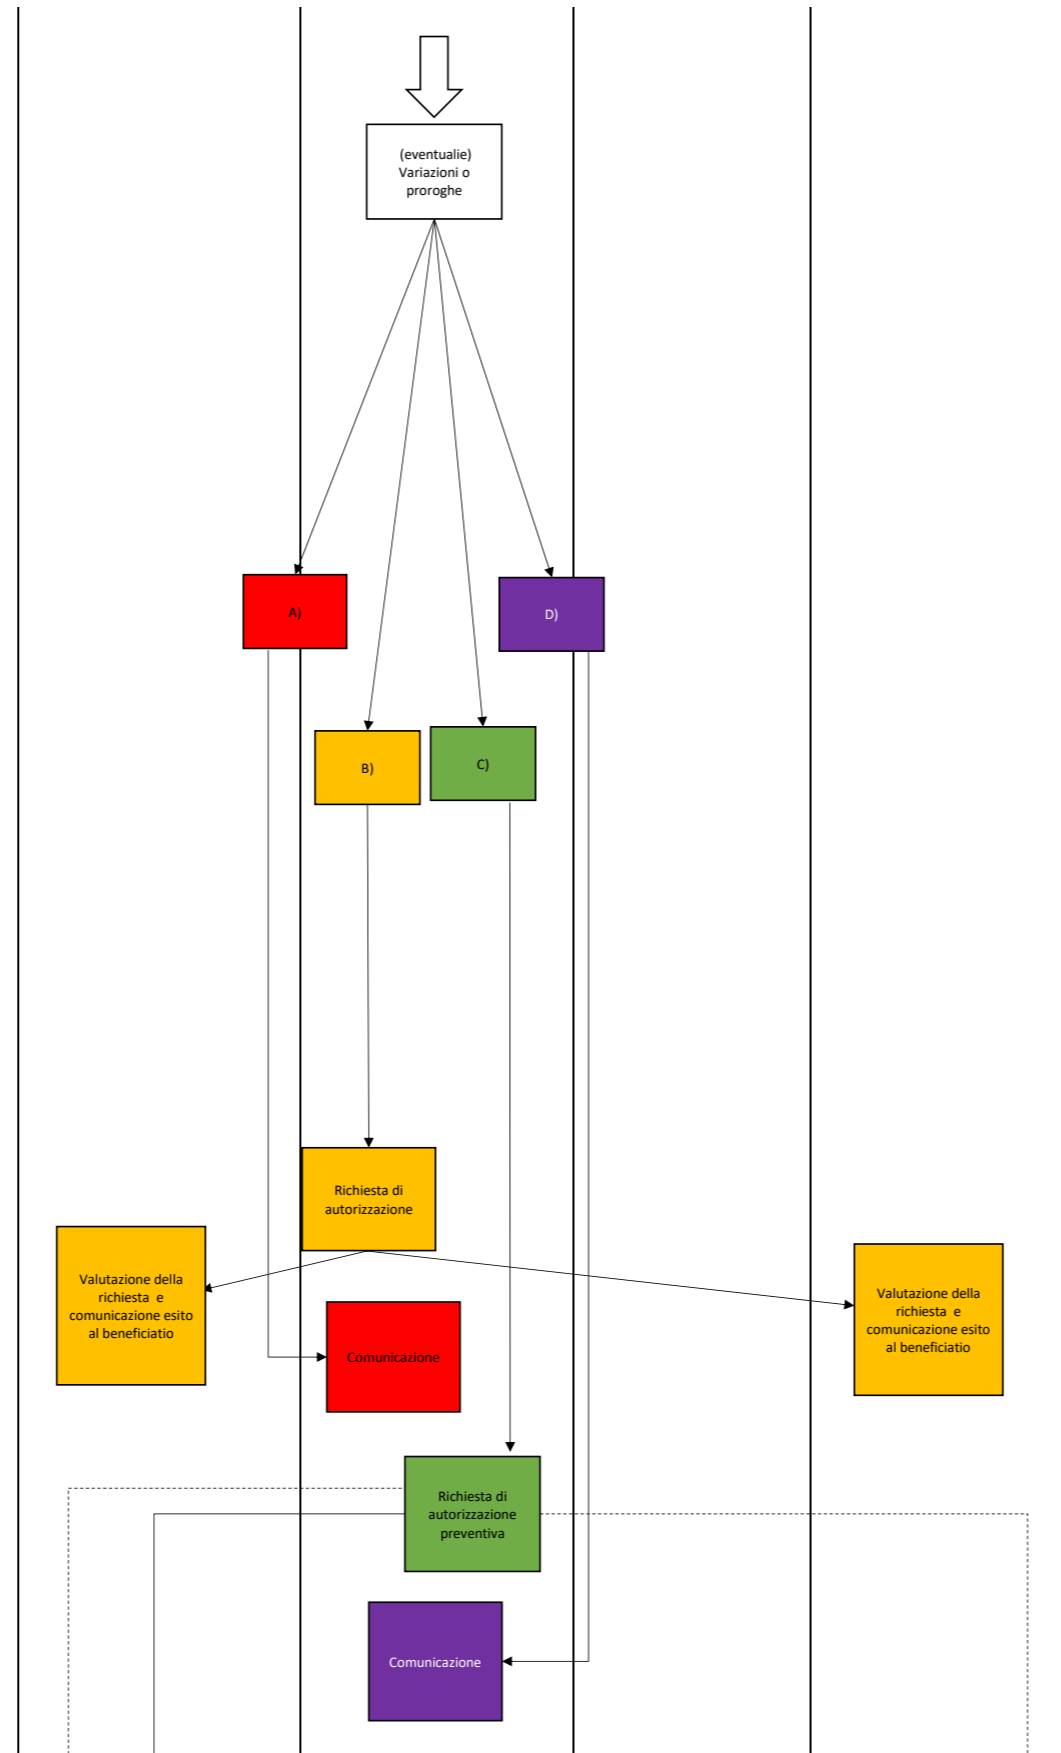 (eventualie)
Variazioni o
proroghe
A)
D)
B)
C)
Richiesta di
autorizzazione
Valutazione della
richiesta e
comunicazione esito
al beneficiatio
Valutazione della
richiesta e
comunicazione esito
al beneficiatio
Comunicazione
Richiesta di
autorizzazione
preventiva
Comunicazione